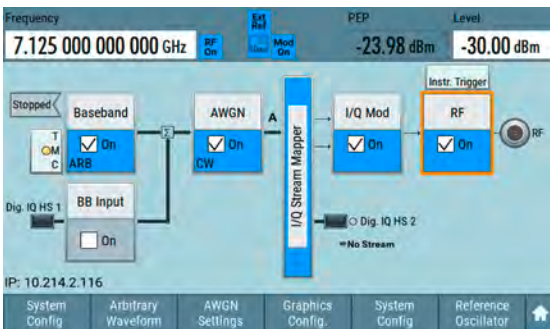 Frequency
Ext Ref
PEP
Level
7.125 000 000 000 GHz
RF On
Mod On
-23.98 dBm
-30.00 dBm
Instr. Trigger
Stopped
Baseband
AWGN
A
I/Q Mod
RF
T
M
C
On
ARB
Σ
On
CW
I/Q Stream Mapper
On
On
RF
Dig. IQ HS 1
BB Input
On
Dig. IQ HS 2
No Stream
IP: 10.214.2.116
System Config
Arbitrary Waveform
AWGN Settings
Graphics Config.
System Config
Reference Oscillator